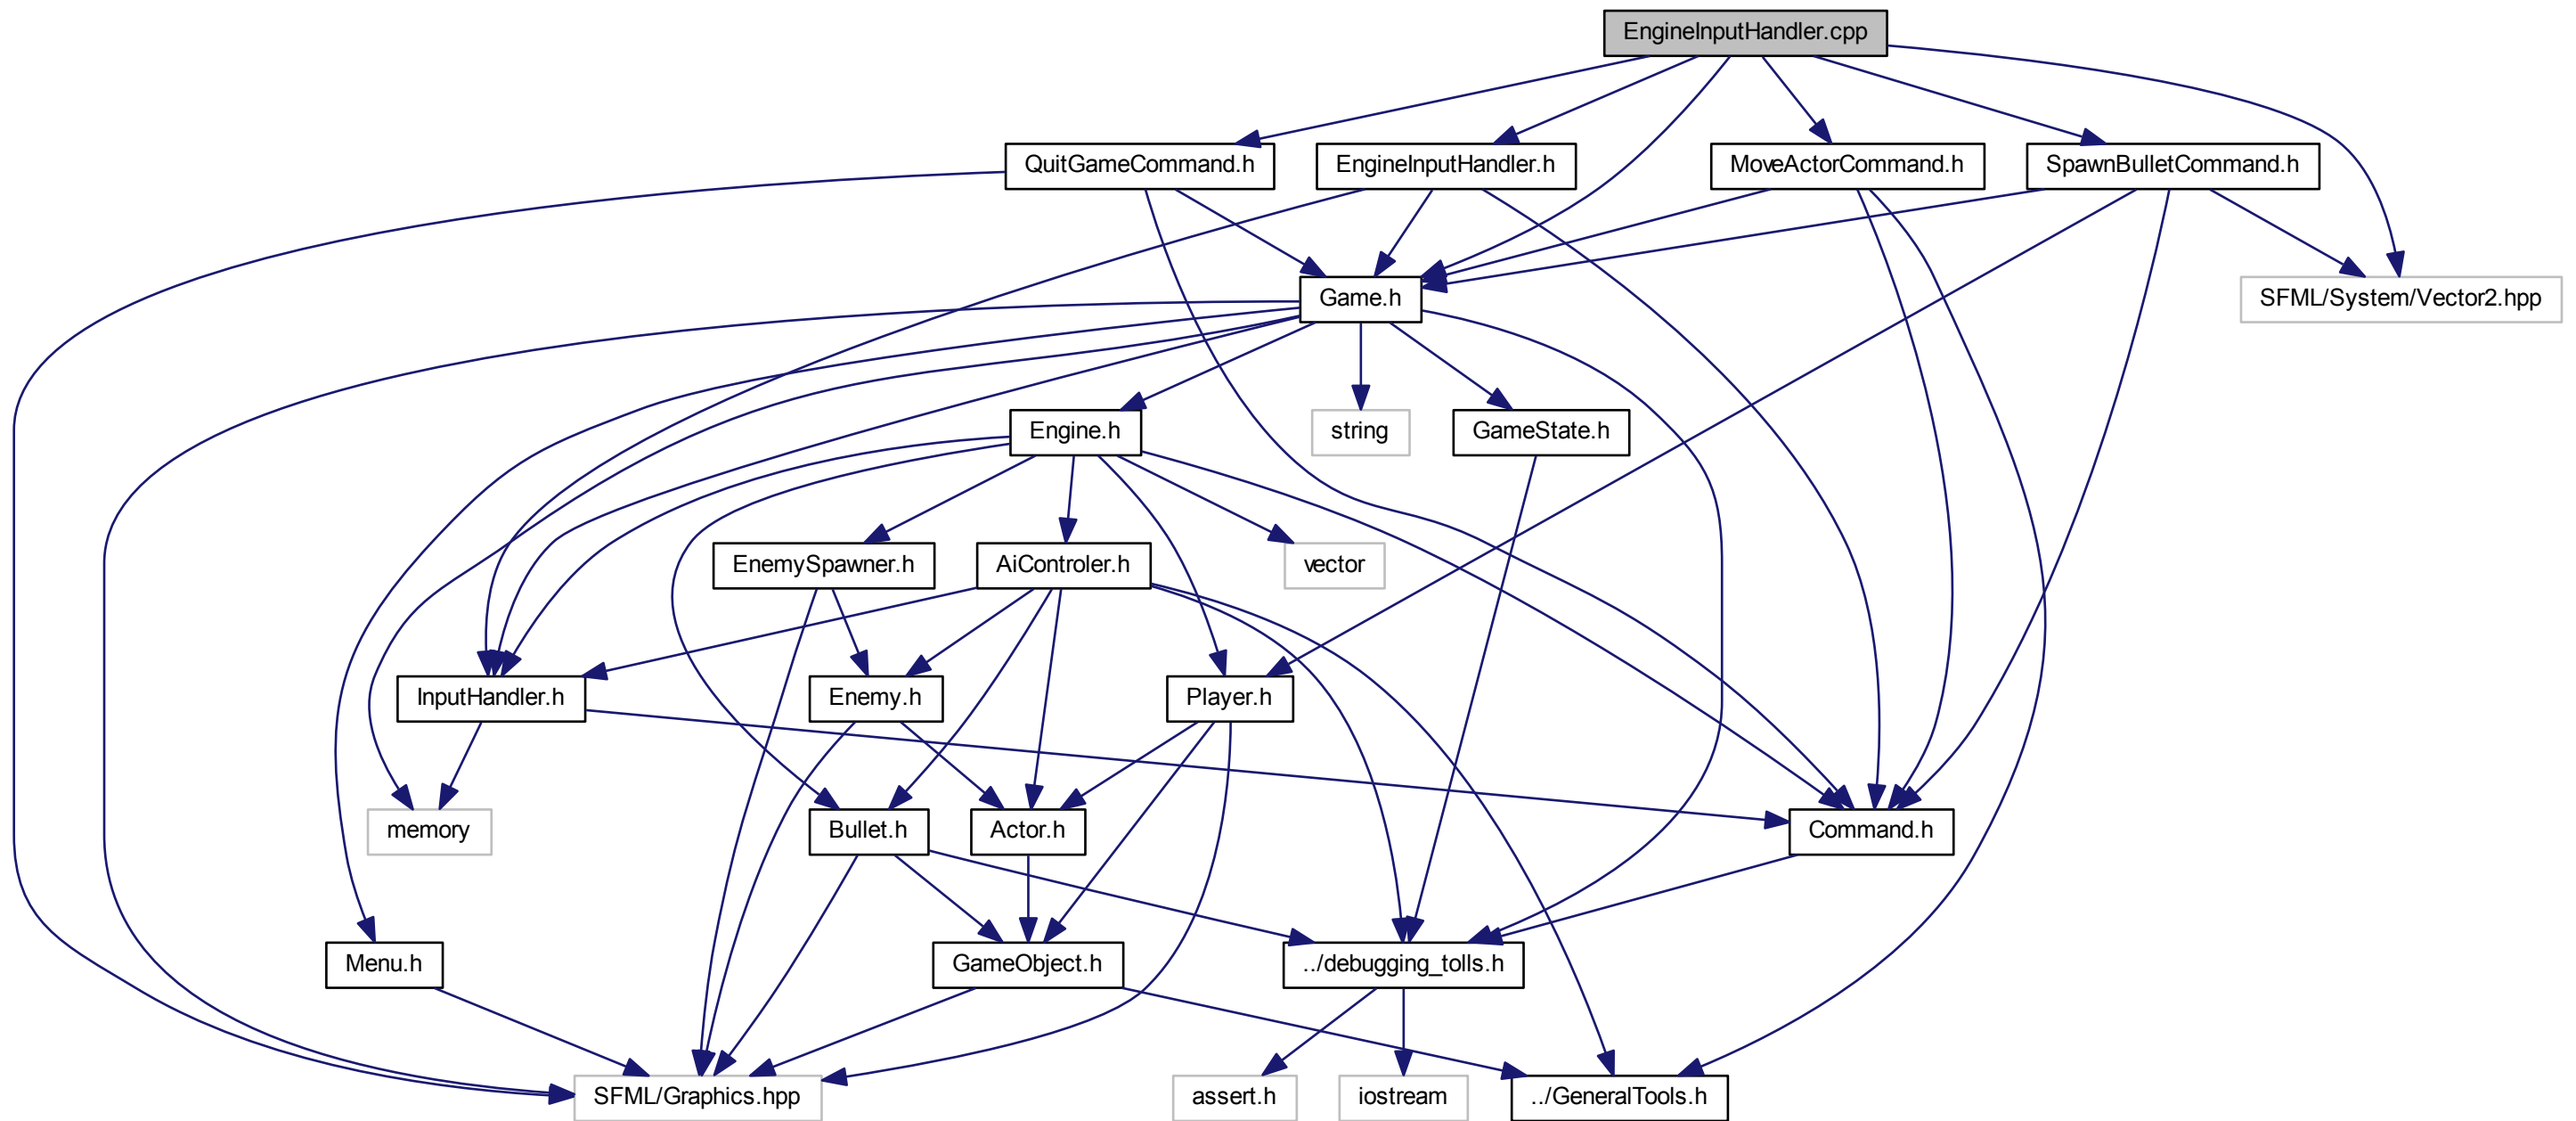 EngineInputHandler.cpp
QuitGameCommand.h
EngineInputHandler.h
MoveActorCommand.h
SpawnBulletCommand.h
Game.h
SFML/System/Vector2.hpp
Engine.h
string
GameState.h
EnemySpawner.h
AiControler.h
vector
InputHandler.h
Enemy.h
Player.h
memory
Bullet.h
Actor.h
Command.h
Menu.h
GameObject.h
../debugging_tolls.h
SFML/Graphics.hpp
assert.h
iostream
../GeneralTools.h